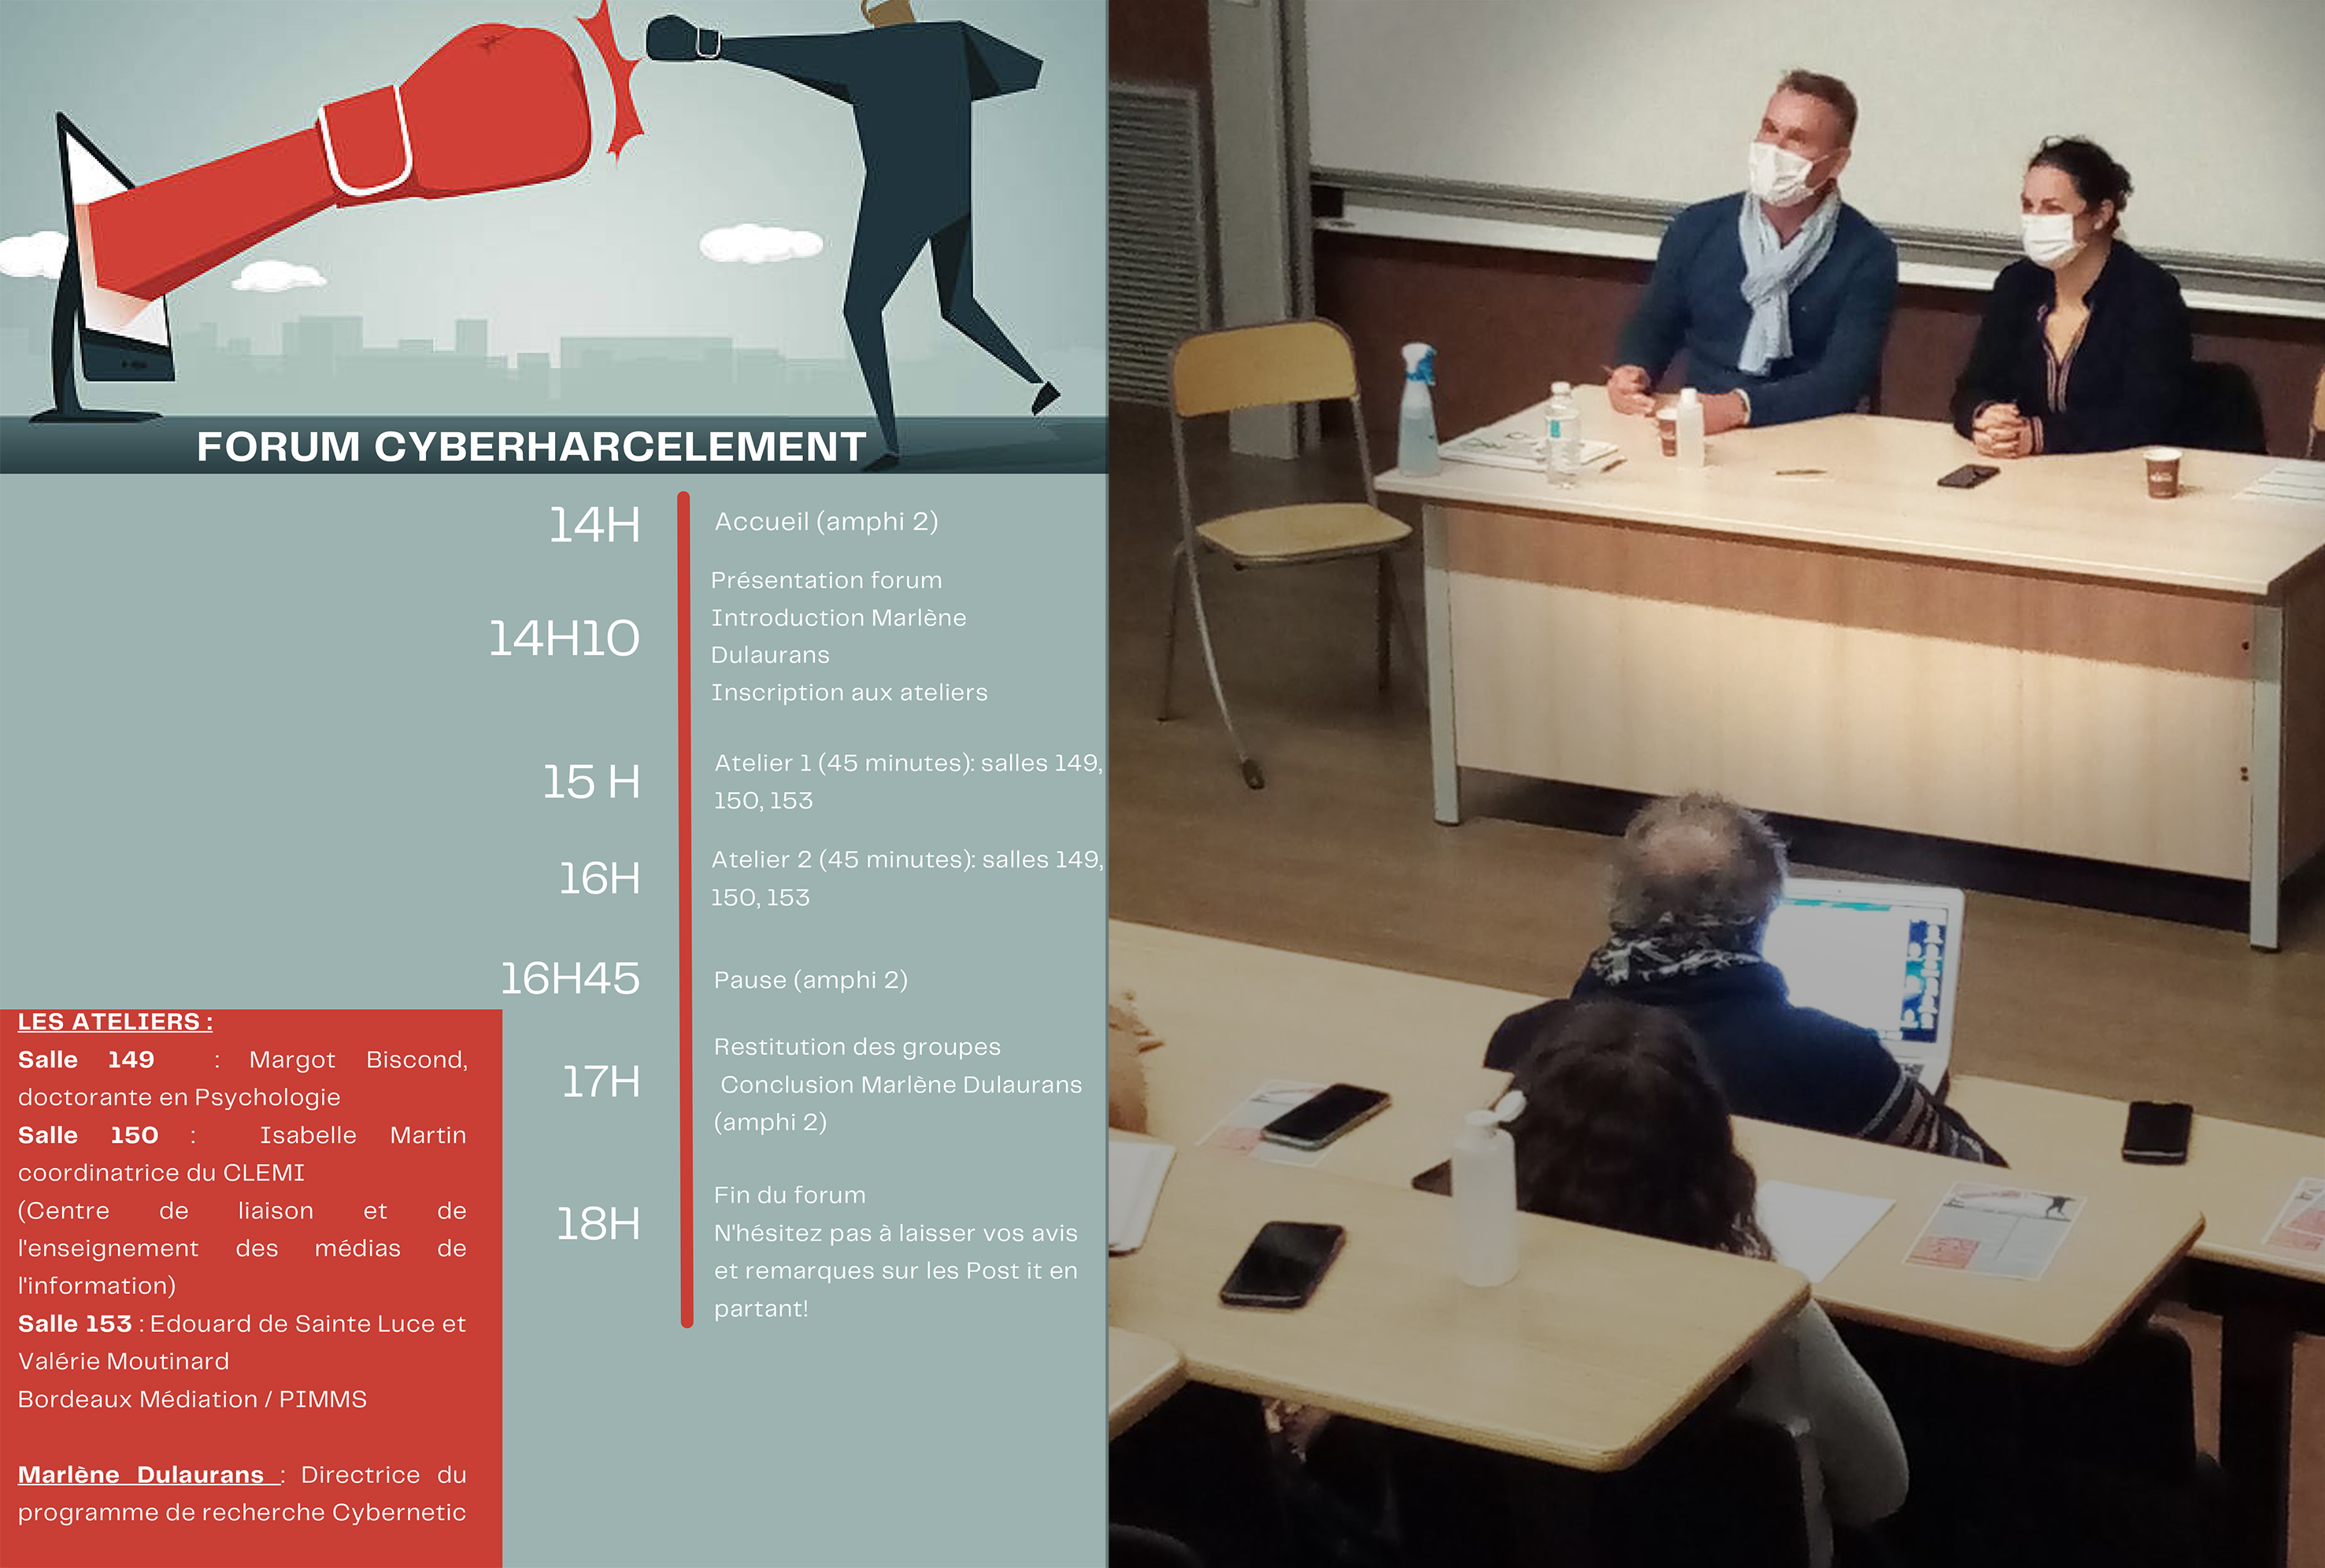 FORUM CYBERHARCELEMENT
14H
Accueil (amphi 2)
14H10
Présentation forum
Introduction Marlène
Dulaurans
Inscription aux ateliers
15 H
Atelier 1 (45 minutes): salles 149,
150, 153
16H
Atelier 2 (45 minutes): salles 149,
150, 153
16H45
Pause (amphi 2)
17H
Restitution des groupes
Conclusion Marlène Dulaurans
(amphi 2)
18H
Fin du forum
N'hésitez pas à laisser vos avis
et remarques sur les Post it en
partant!
LES ATELIERS :
Salle 149 : Margot Biscond,
doctorante en Psychologie
Salle 150 : Isabelle Martin
coordinatrice du CLEMI
(Centre de liaison et de
l'enseignement des médias de
l'information)
Salle 153 : Edouard de Sainte Luce et
Valérie Moutinard
Bordeaux Médiation / PIMMS
Marlène Dulaurans : Directrice du
programme de recherche Cybernetic